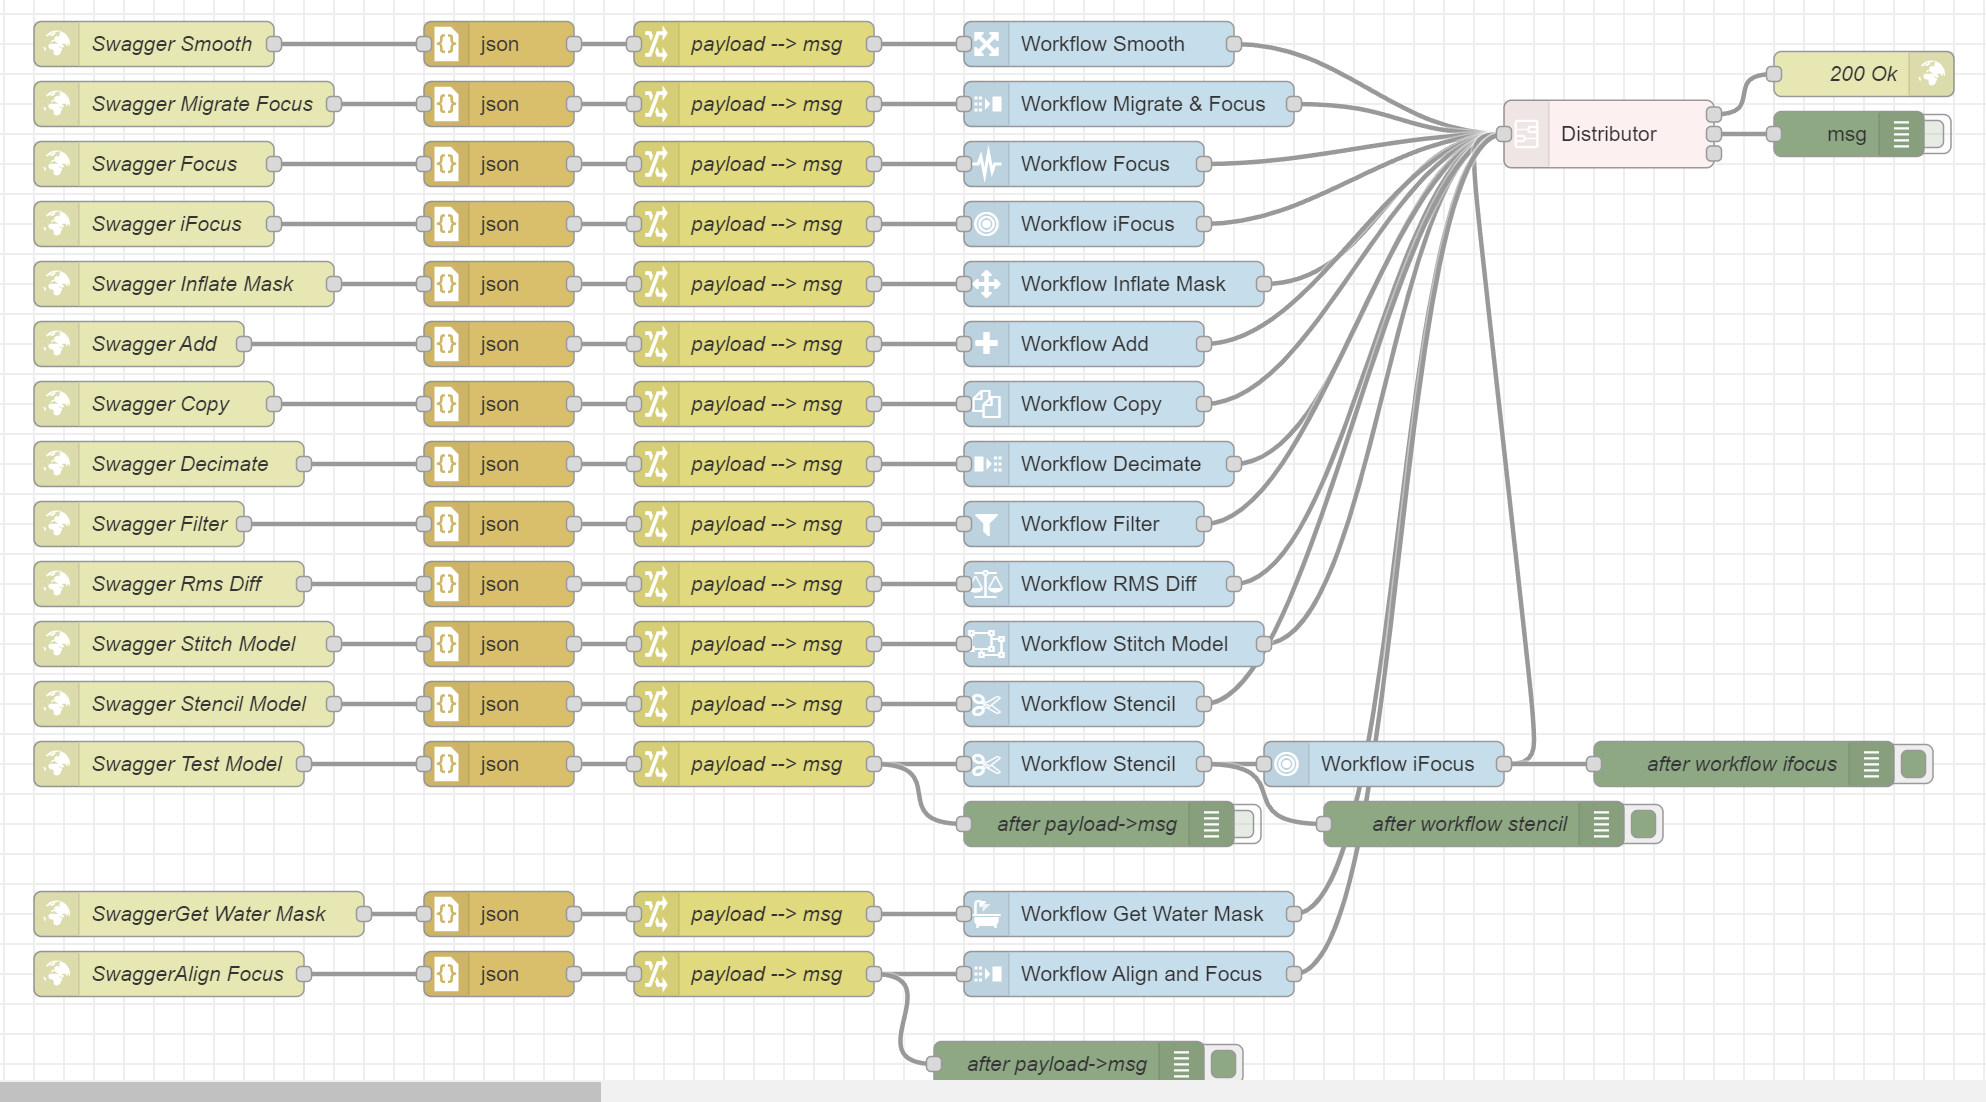 Swagger Smooth json payload --> msg Workflow Smooth
200 Ok
Swagger Migrate Focus json payload --> msg Workflow Migrate & Focus
Distributor msg
Swagger Focus json payload --> msg Workflow Focus
Swagger iFocus json payload --> msg Workflow iFocus
Swagger Inflate Mask json payload --> msg Workflow Inflate Mask
Swagger Add json payload --> msg Workflow Add
Swagger Copy json payload --> msg Workflow Copy
Swagger Decimate json payload --> msg Workflow Decimate
Swagger Filter json payload --> msg Workflow Filter
Swagger Rms Diff json payload --> msg Workflow RMS Diff
Swagger Stitch Model json payload --> msg Workflow Stitch Model
Swagger Stencil Model json payload --> msg Workflow Stencil
Swagger Test Model json payload --> msg Workflow Stencil Workflow iFocus after workflow ifocus
after payload->msg after workflow stencil
SwaggerGet Water Mask json payload --> msg Workflow Get Water Mask
SwaggerAlign Focus json payload --> msg Workflow Align and Focus
after payload->msg